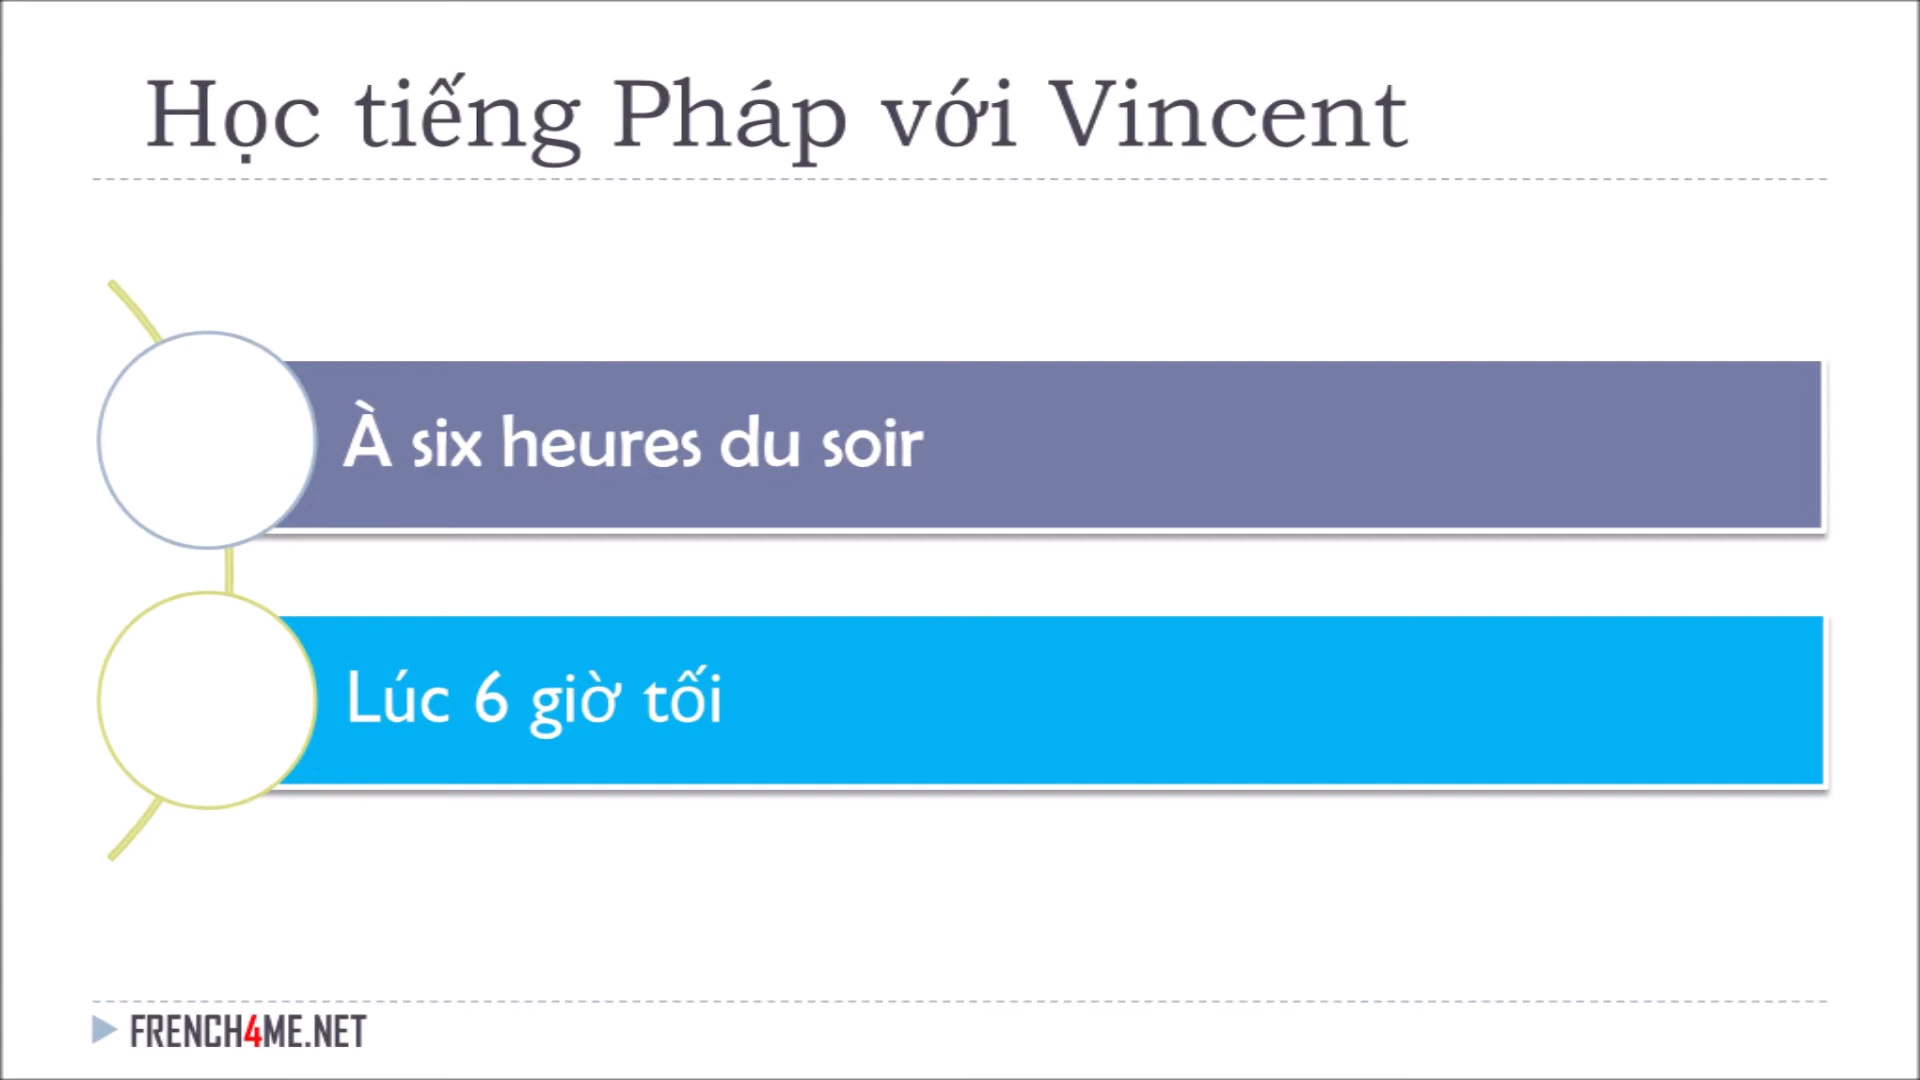 Học tiếng Pháp với Vincent
À six heures du soir
Lúc 6 giờ tối
FRENCH4ME.NET